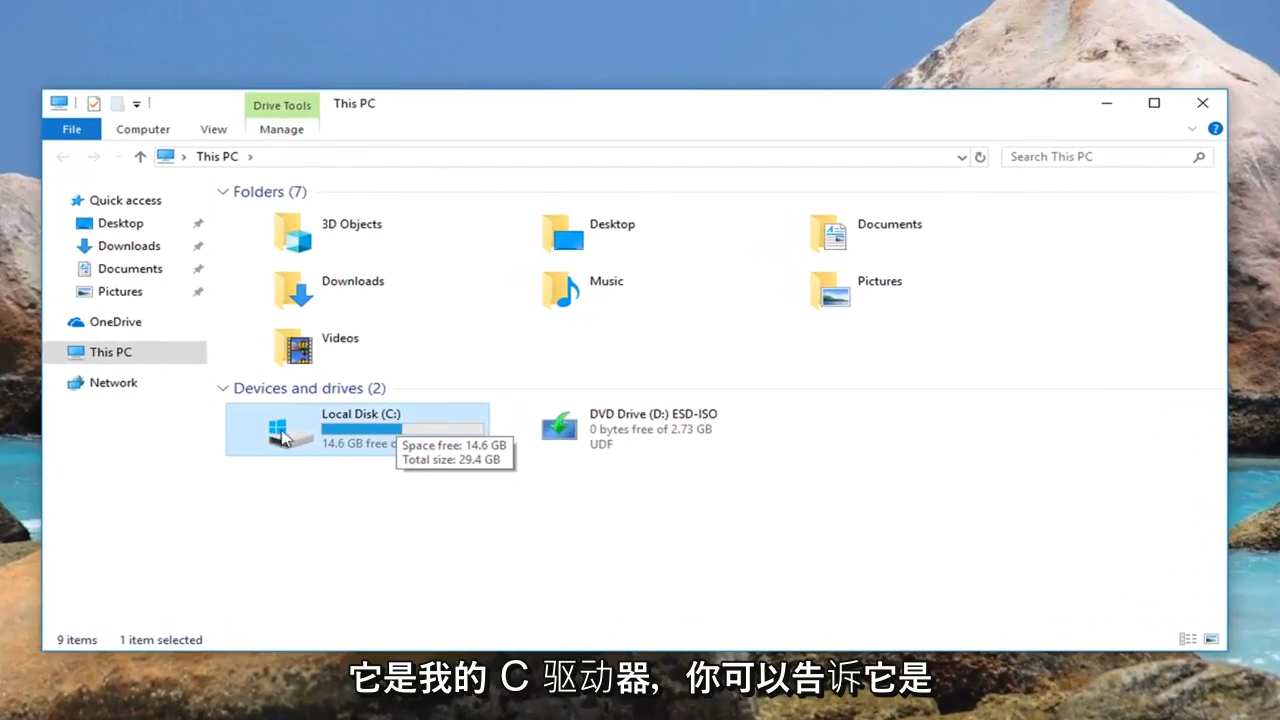 Drive Tools
This PC
File
Computer
View
Manage
This PC
Search This PC
Quick access
Desktop
Downloads
Documents
Pictures
OneDrive
This PC
Network
Folders (7)
3D Objects
Desktop
Documents
Downloads
Music
Pictures
Videos
Devices and drives (2)
Local Disk (C:)
14.6 GB free
Space free: 14.6 GB
Total size: 29.4 GB
DVD Drive (D:) ESD-ISO
0 bytes free of 2.73 GB
UDF
9 items
1 item selected
它是我的 C 驱动器，你可以告诉它是